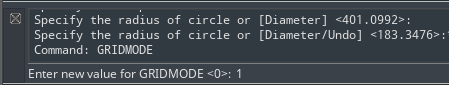 Specify the radius of circle or [Diameter] <401.0992>:
Specify the radius of circle or [Diameter/Undo] <183.3476>:
Command: GRIDMODE
Enter new value for GRIDMODE <0>: 1